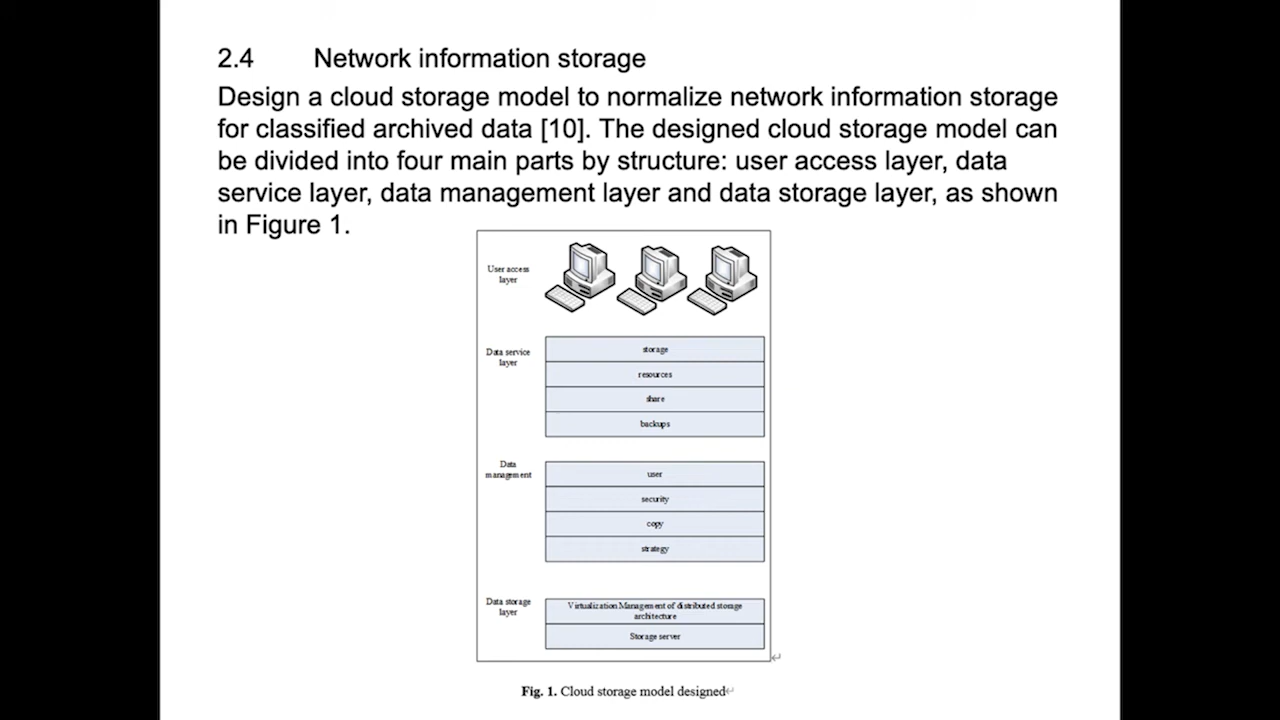 2.4 Network information storage
Design a cloud storage model to normalize network information storage
for classified archived data [10]. The designed cloud storage model can
be divided into four main parts by structure: user access layer, data
service layer, data management layer and data storage layer, as shown
in Figure 1.
User access
layer
Data service
layer
storage
resources
share
backups
Data
management
user
security
copy
strategy
Data storage
layer
Virtualization Management of distributed storage
architecture
Storage server
Fig. 1. Cloud storage model designed